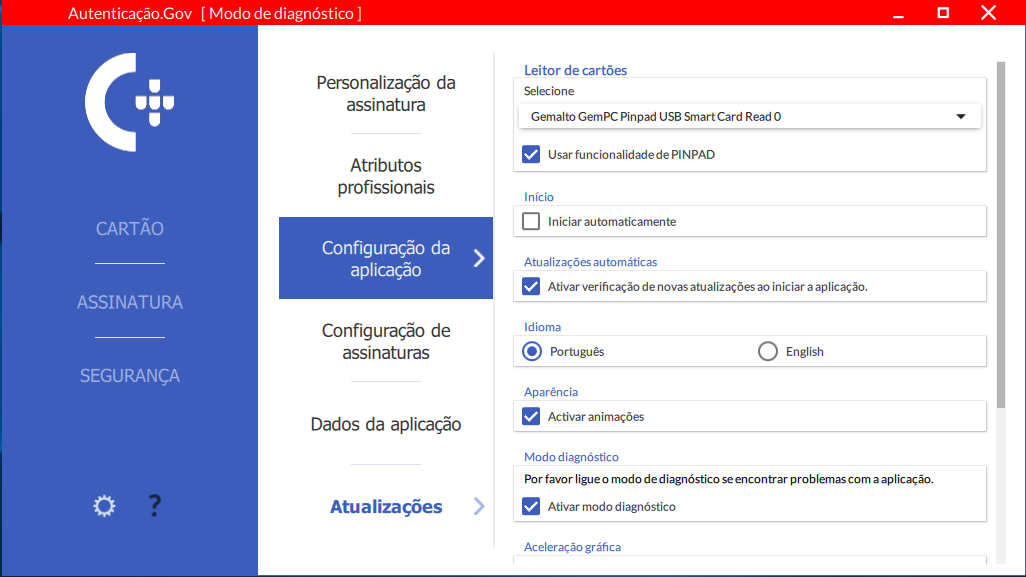 Autenticação.Gov [ Modo de diagnóstico ]
CARTÃO
ASSINATURA
SEGURANÇA
?
Personalização da
assinatura
Atributos
profissionais
Configuração da
aplicação
Configuração de
assinaturas
Dados da aplicação
Atualizações
Leitor de cartões
Selecione
Gemalto GemPC Pinpad USB Smart Card Read 0
Usar funcionalidade de PINPAD
Início
Iniciar automaticamente
Atualizações automáticas
Ativar verificação de novas atualizações ao iniciar a aplicação.
Idioma
Português English
Aparência
Activar animações
Modo diagnóstico
Por favor ligue o modo de diagnóstico se encontrar problemas com a aplicação.
Ativar modo diagnóstico
Aceleração gráfica